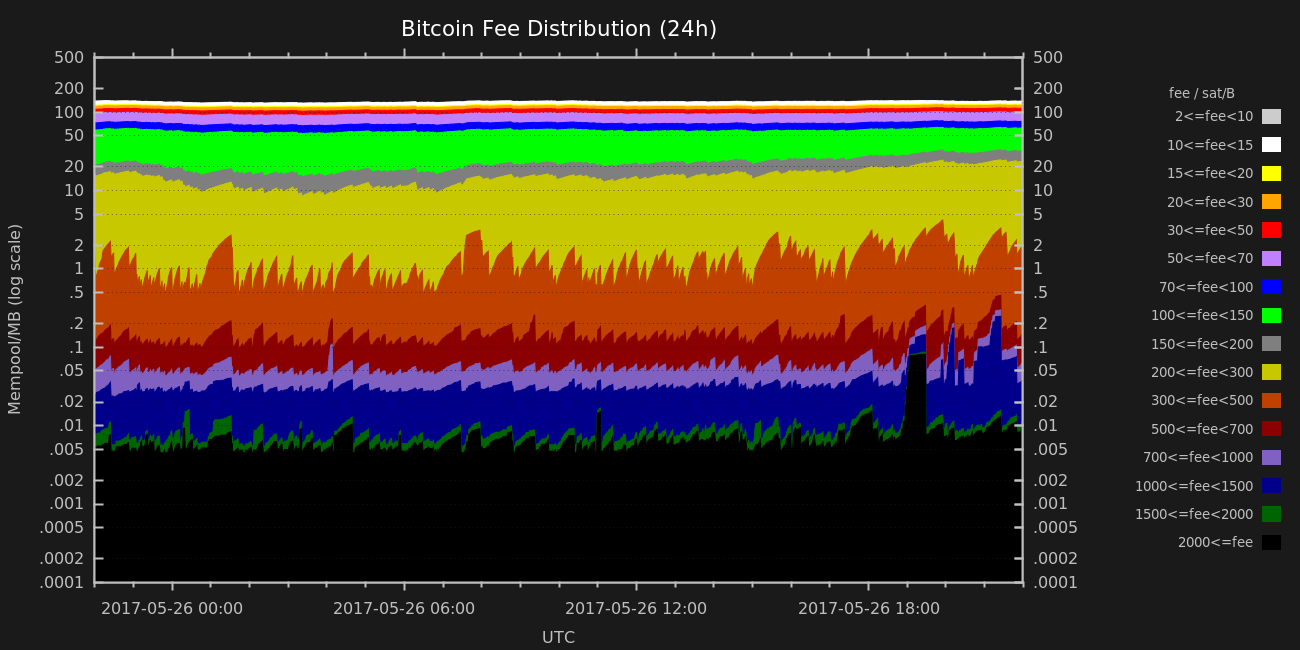 Bitcoin Fee Distribution (24h)
500
200
100
50
20
10
5
2
1
.5
.2
.1
.05
.02
.01
.005
.002
.001
.0005
.0002
.0001
Mempool/MB (log scale)
500
200
100
50
20
10
5
2
1
.5
.2
.1
.05
.02
.01
.005
.002
.001
.0005
.0002
.0001
2017-05-26 00:00
2017-05-26 06:00
2017-05-26 12:00
2017-05-26 18:00
UTC
fee / sat/B
2<=fee<10
10<=fee<15
15<=fee<20
20<=fee<30
30<=fee<50
50<=fee<70
70<=fee<100
100<=fee<150
150<=fee<200
200<=fee<300
300<=fee<500
500<=fee<700
700<=fee<1000
1000<=fee<1500
1500<=fee<2000
2000<=fee